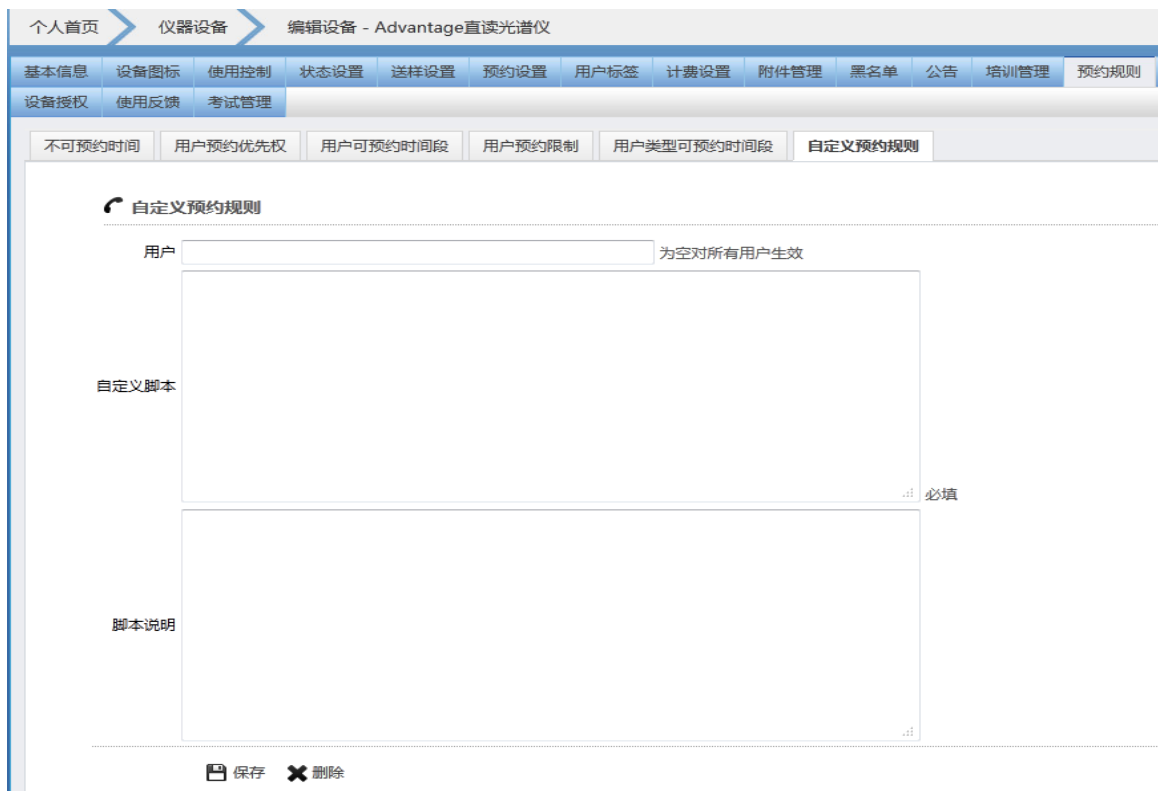 个人首页 仪器设备 编辑设备 - Advantage直读光谱仪
基本信息 设备图标 使用控制 状态设置 送样设置 预约设置 用户标签 计费设置 附件管理 黑名单 公告 培训管理 预约规则
设备授权 使用反馈 考试管理
不可预约时间 用户预约优先权 用户可预约时间段 用户预约限制 用户类型可预约时间段 自定义预约规则
自定义预约规则
用户 为空对所有用户生效
自定义脚本
必填
脚本说明
保存 删除